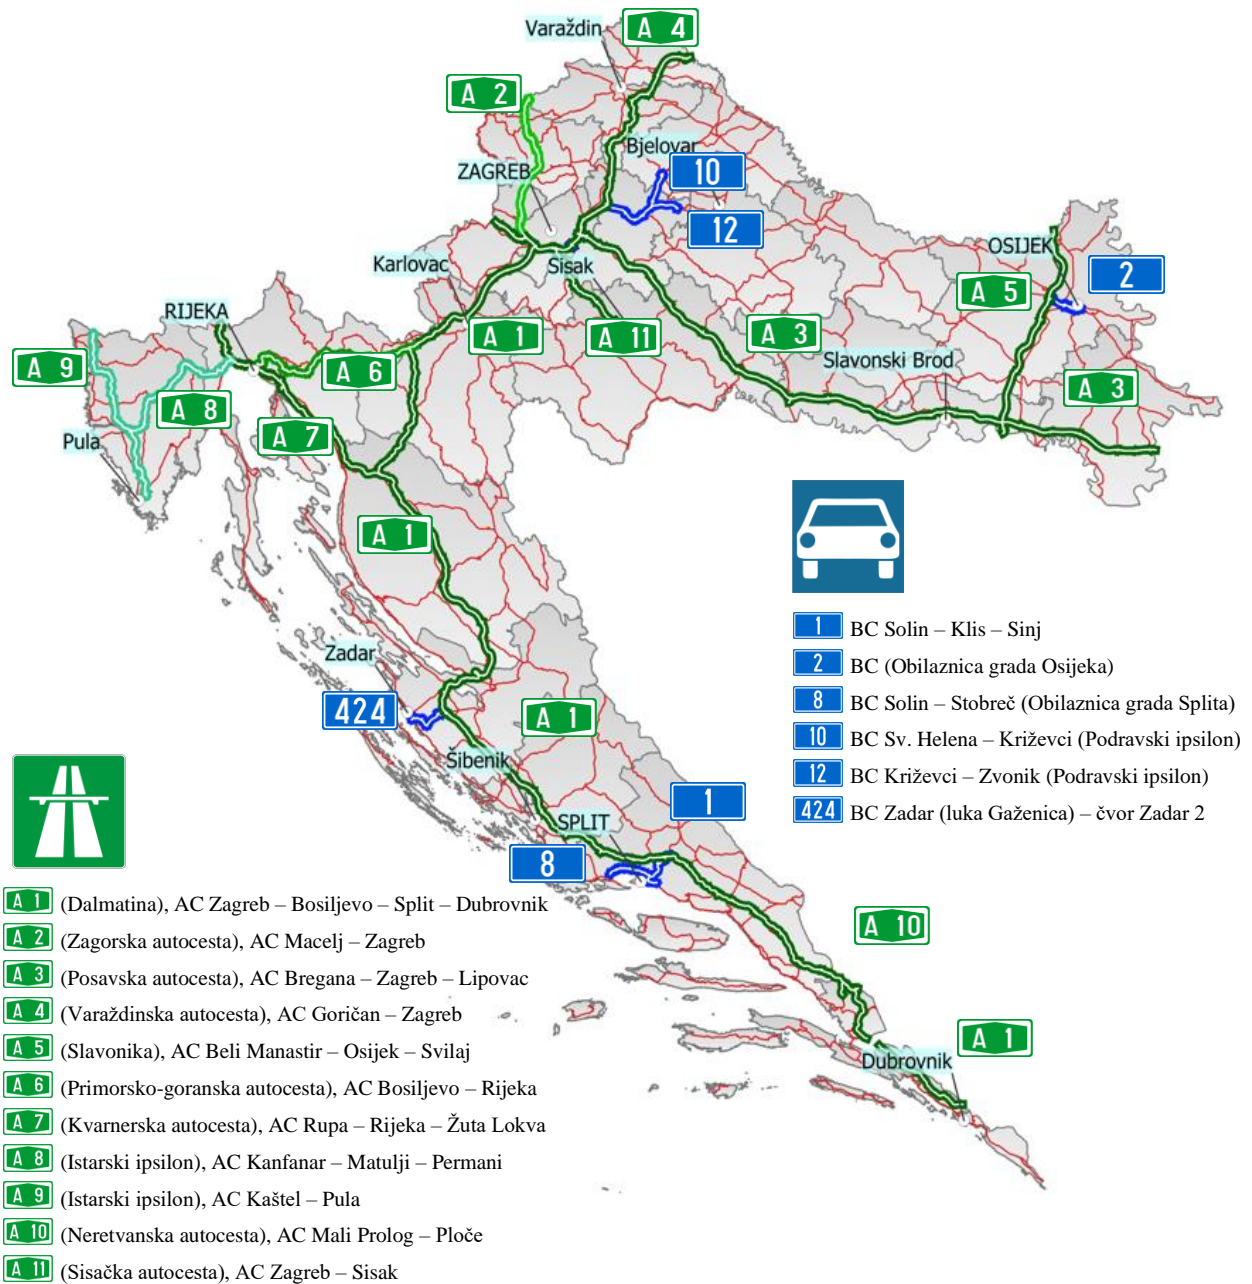 Varaždin
A 4
A 2
Bjelovar
ZAGREB
10
12
Karlovac
Sisak
OSIJEK
2
A 5
RIJEKA
A 9
A 6
A 1
A 11
A 3
Slavonski Brod
A 3
A 8
Pula
A 7
A 1
Zadar
424
A 1
Šibenik
1
SPLIT
8
A 10
A 1
Dubrovnik
1 BC Solin – Klis – Sinj
2 BC (Obilaznica grada Osijeka)
8 BC Solin – Stobreč (Obilaznica grada Splita)
10 BC Sv. Helena – Križevci (Podravski ipsilon)
12 BC Križevci – Zvonik (Podravski ipsilon)
424 BC Zadar (luka Gaženica) – čvor Zadar 2
A 1 (Dalmatina), AC Zagreb – Bosiljevo – Split – Dubrovnik
A 2 (Zagorska autocesta), AC Macelj – Zagreb
A 3 (Posavska autocesta), AC Bregana – Zagreb – Lipovac
A 4 (Varaždinska autocesta), AC Goričan – Zagreb
A 5 (Slavonika), AC Beli Manastir – Osijek – Svilaj
A 6 (Primorsko-goranska autocesta), AC Bosiljevo – Rijeka
A 7 (Kvarnerska autocesta), AC Rupa – Rijeka – Žuta Lokva
A 8 (Istarski ipsilon), AC Kanfanar – Matulji – Permani
A 9 (Istarski ipsilon), AC Kaštel – Pula
A 10 (Neretvanska autocesta), AC Mali Prolog – Ploče
A 11 (Sisačka autocesta), AC Zagreb – Sisak